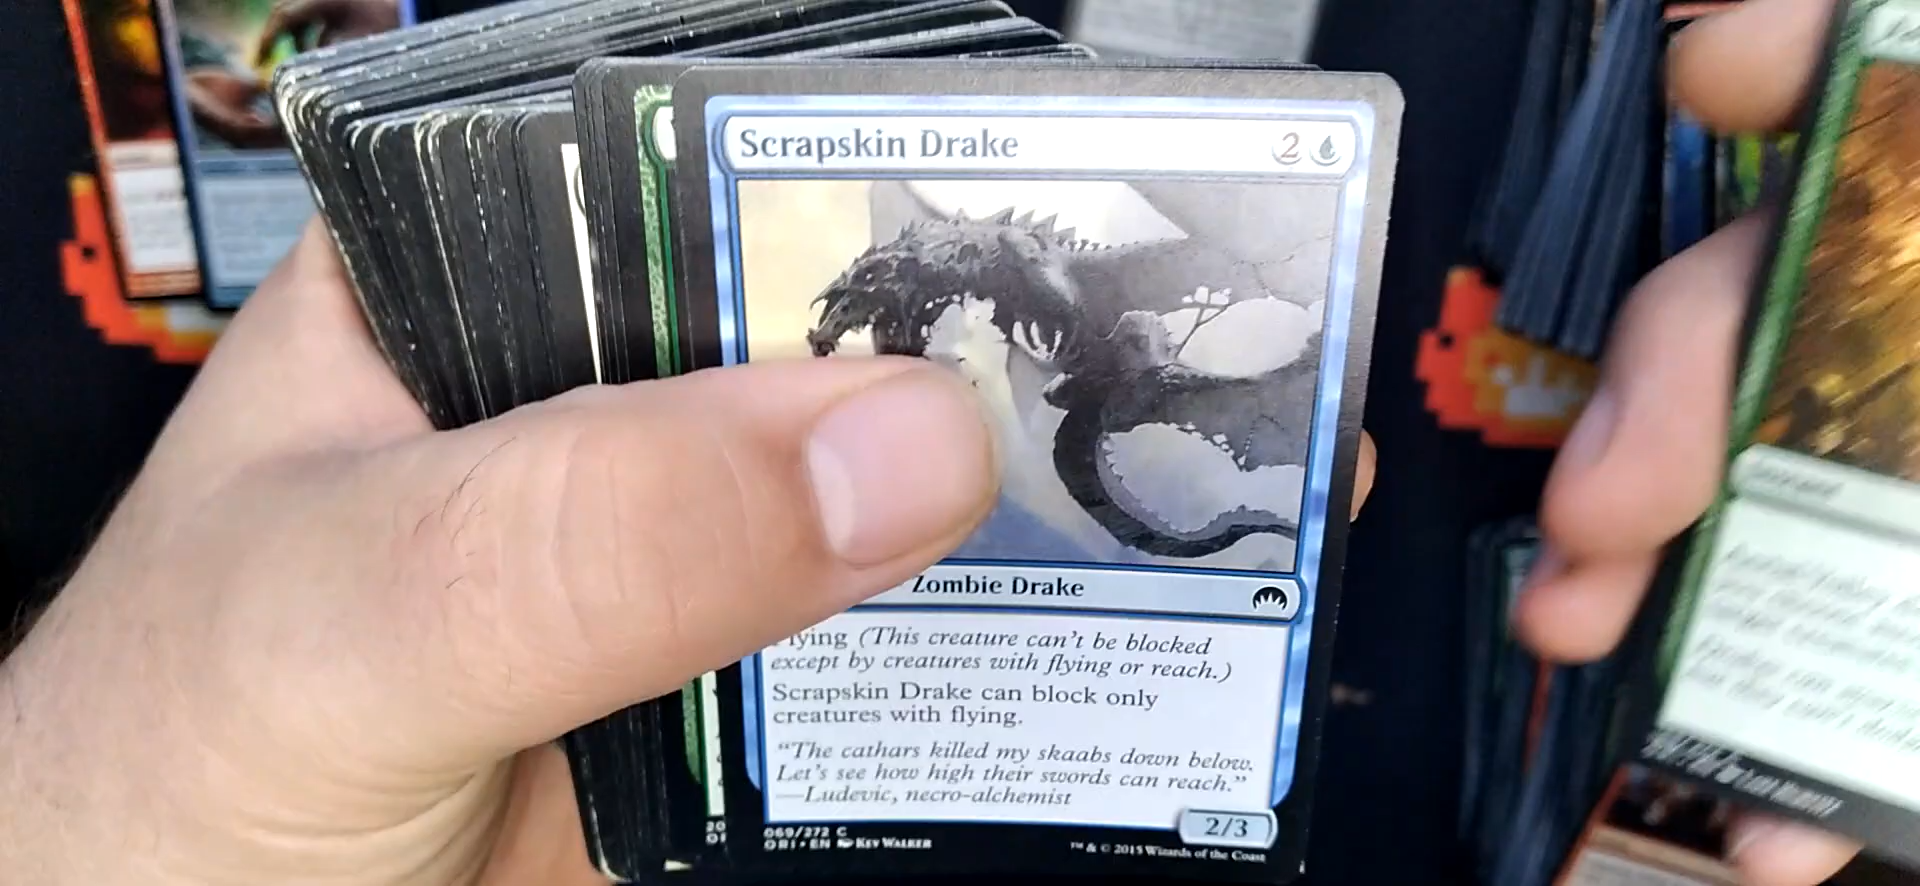 Scrapskin Drake 2
Zombie Drake
lying (This creature can't be blocked
except by creatures with flying or reach.)
Scrapskin Drake can block only
creatures with flying.
"The cathars killed my skaabs down below.
Let's see how high their swords can reach."
—Ludevic, necro-alchemist
2/3
069/272 C
ORI • EN Kev Walker
™ & © 2015 Wizards of the Coast
20